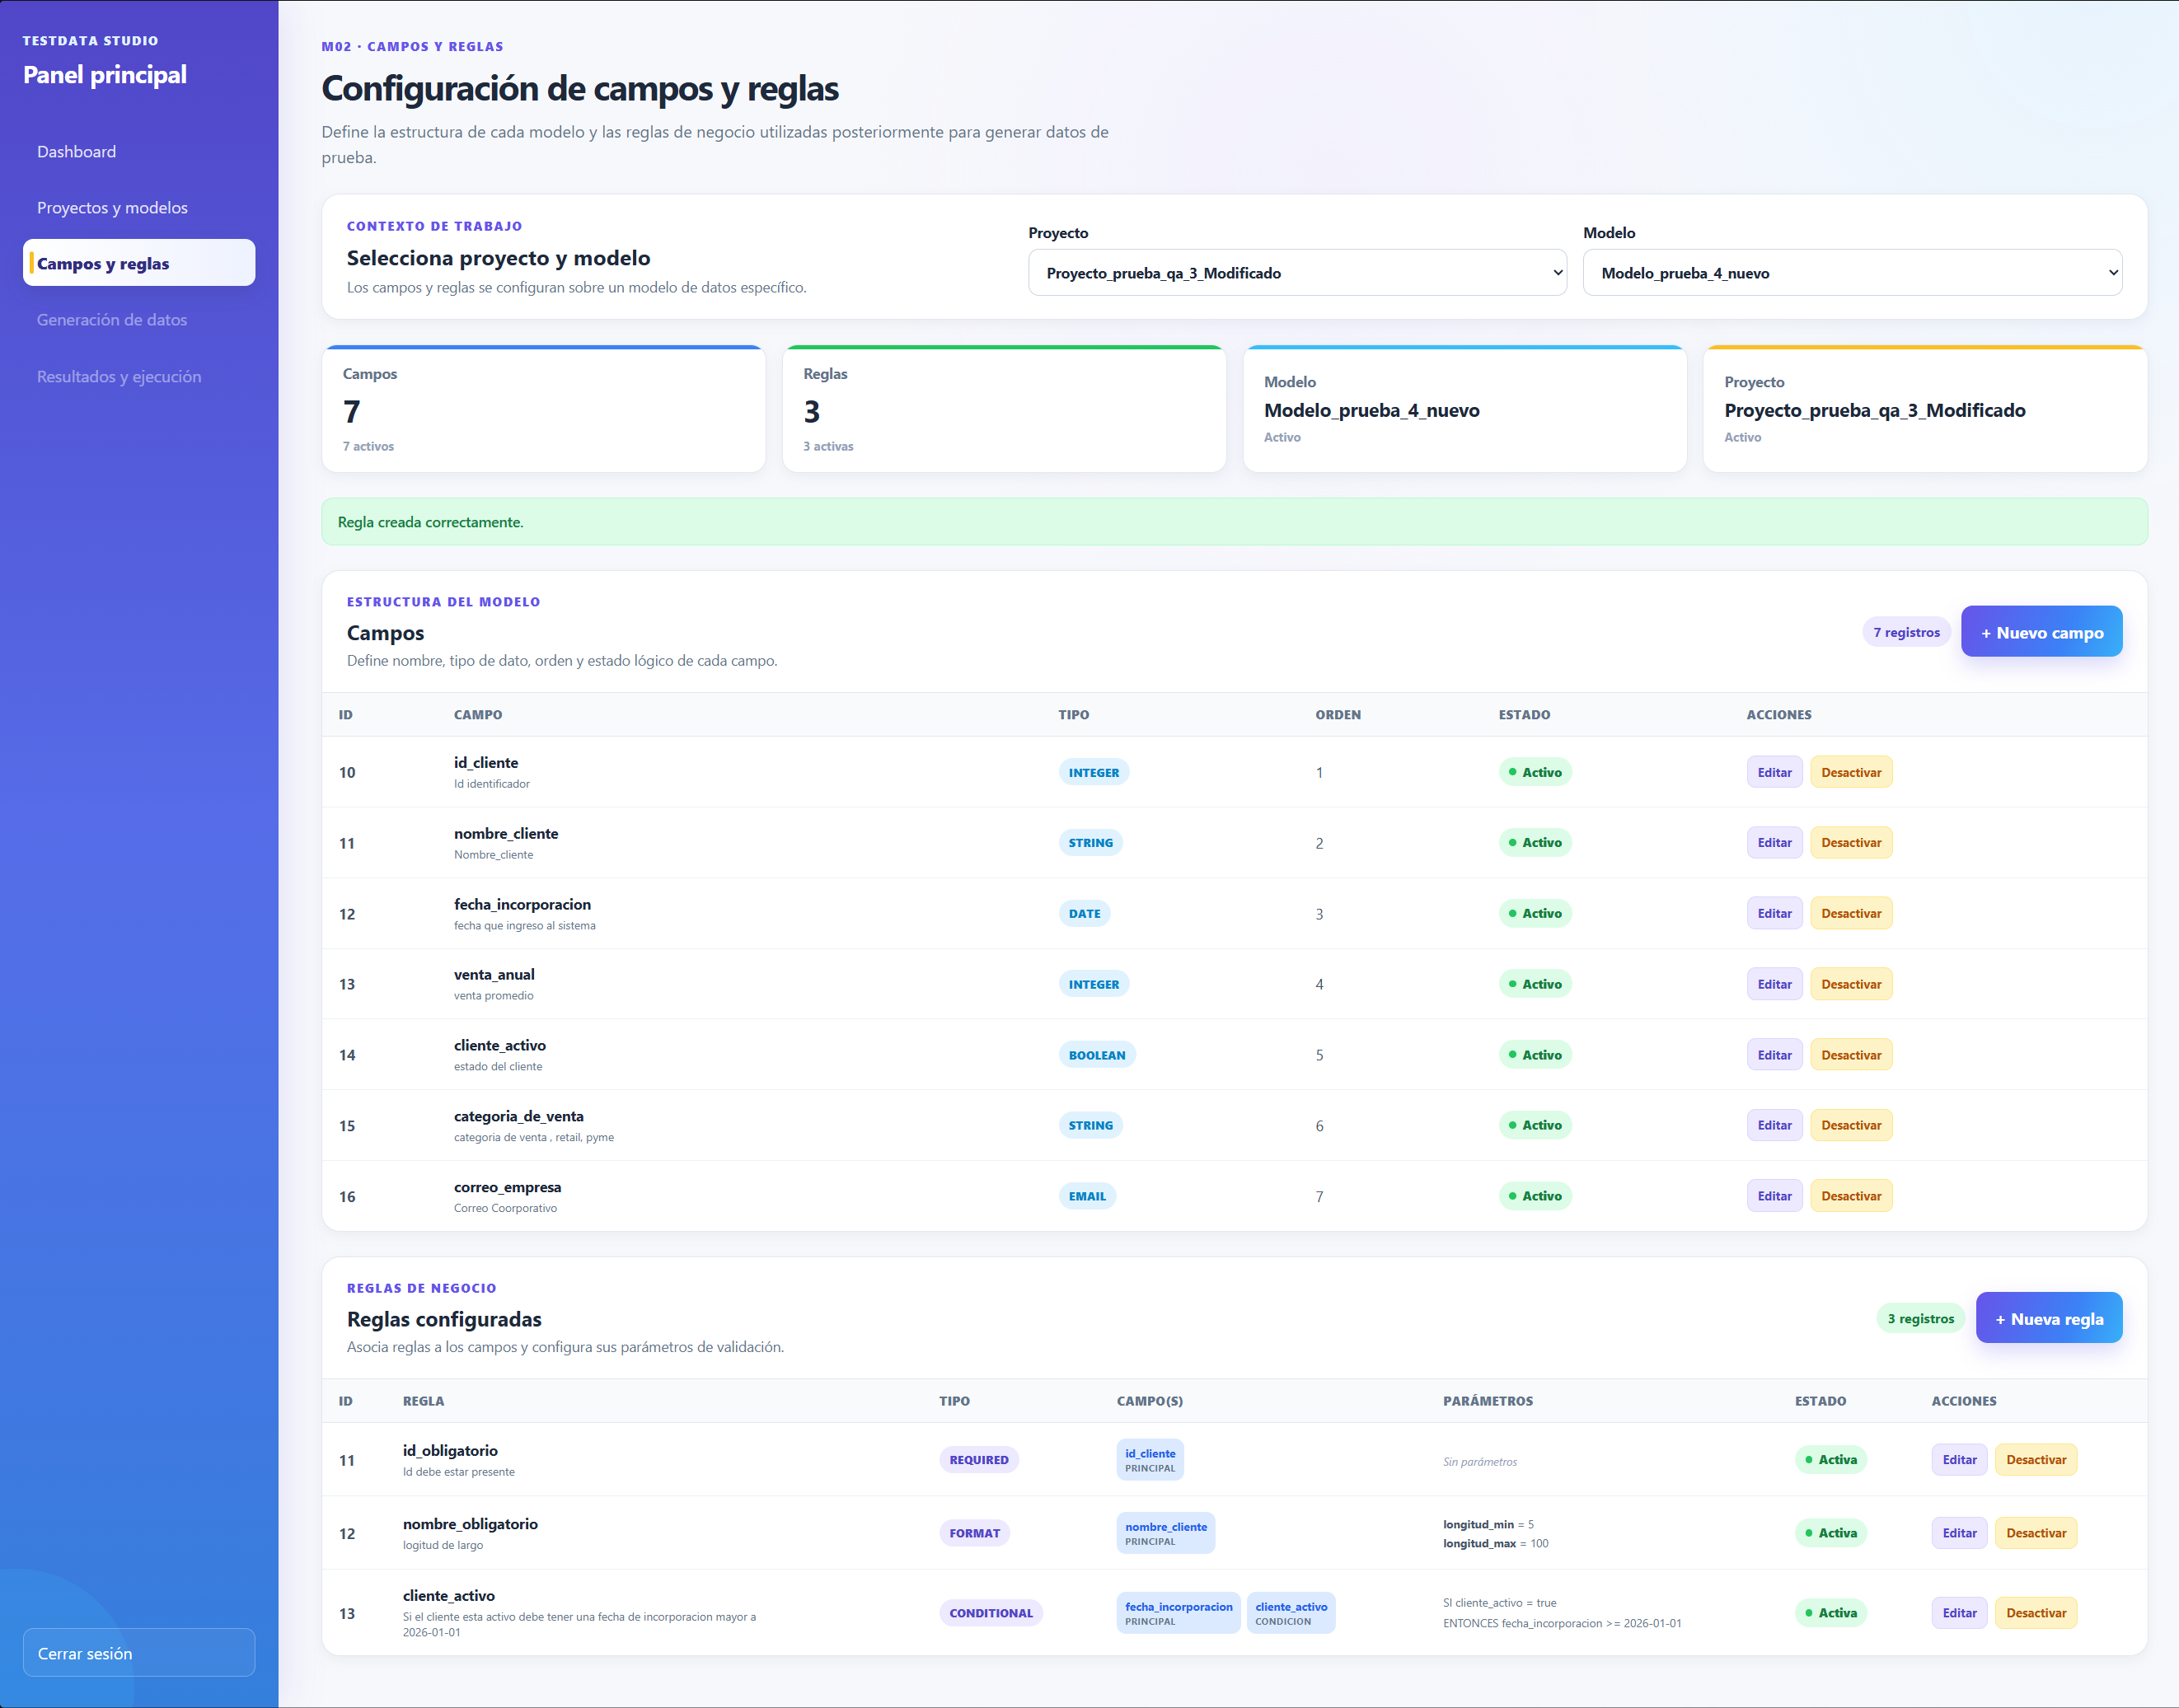 TESTDATA STUDIO
Panel principal
Dashboard
Proyectos y modelos
Campos y reglas
Generación de datos
Resultados y ejecución
Cerrar sesión
M02 · CAMPOS Y REGLAS
Configuración de campos y reglas
Define la estructura de cada modelo y las reglas de negocio utilizadas posteriormente para generar datos de
prueba.
CONTEXTO DE TRABAJO
Selecciona proyecto y modelo
Los campos y reglas se configuran sobre un modelo de datos específico.
Proyecto
Proyecto_prueba_qa_3_Modificado
Modelo
Modelo_prueba_4_nuevo
Campos
7
7 activos
Reglas
3
3 activas
Modelo
Modelo_prueba_4_nuevo
Activo
Proyecto
Proyecto_prueba_qa_3_Modificado
Activo
Regla creada correctamente.
ESTRUCTURA DEL MODELO
Campos
Define nombre, tipo de dato, orden y estado lógico de cada campo.
7 registros
+ Nuevo campo
ID CAMPO TIPO ORDEN ESTADO ACCIONES
10 id_cliente INTEGER 1 Activo Editar Desactivar
Id identificador
11 nombre_cliente STRING 2 Activo Editar Desactivar
Nombre_cliente
12 fecha_incorporacion DATE 3 Activo Editar Desactivar
fecha que ingreso al sistema
13 venta_anual INTEGER 4 Activo Editar Desactivar
venta promedio
14 cliente_activo BOOLEAN 5 Activo Editar Desactivar
estado del cliente
15 categoria_de_venta STRING 6 Activo Editar Desactivar
categoria de venta , retail, pyme
16 correo_empresa EMAIL 7 Activo Editar Desactivar
Correo Coorporativo
REGLAS DE NEGOCIO
Reglas configuradas
Asocia reglas a los campos y configura sus parámetros de validación.
3 registros
+ Nueva regla
ID REGLA TIPO CAMPO(S) PARÁMETROS ESTADO ACCIONES
11 id_obligatorio REQUIRED id_cliente Sin parámetros Activa Editar Desactivar
Id debe estar presente PRINCIPAL
12 nombre_obligatorio FORMAT nombre_cliente longitud_min = 5 Activa Editar Desactivar
logitud de largo PRINCIPAL longitud_max = 100
13 cliente_activo CONDITIONAL fecha_incorporacion cliente_activo SI cliente_activo = true Activa Editar Desactivar
Si el cliente esta activo debe tener una fecha de incorporacion mayor a PRINCIPAL CONDICION ENTONCES fecha_incorporacion >= 2026-01-01
2026-01-01